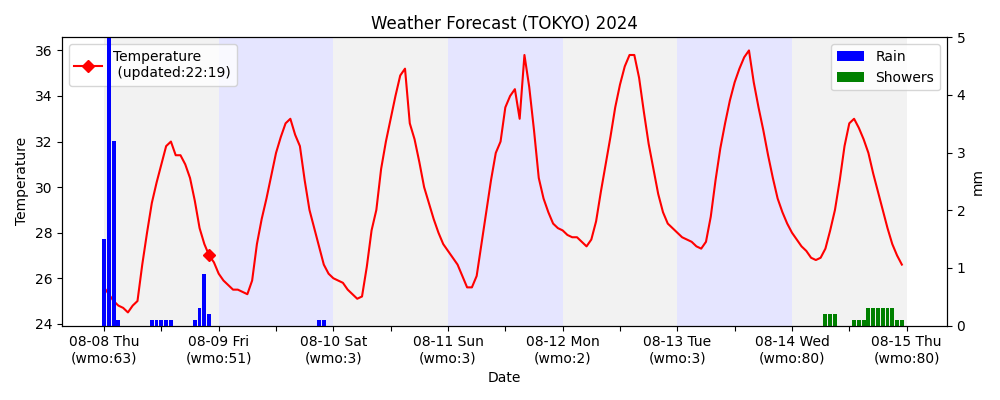 Weather Forecast (TOKYO) 2024
Temperature
(updated:22:19)
Rain
Showers
Temperature
36
34
32
30
28
26
24
5
4
3
2
1
0
mm
08-08 Thu
(wmo:63)
08-09 Fri
(wmo:51)
08-10 Sat
(wmo:3)
08-11 Sun
(wmo:3)
08-12 Mon
(wmo:2)
08-13 Tue
(wmo:3)
08-14 Wed
(wmo:80)
08-15 Thu
(wmo:80)
Date